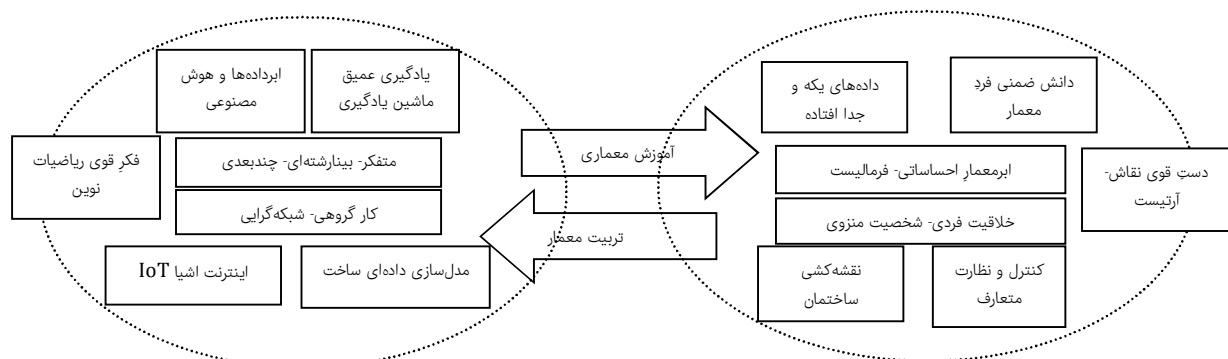 دانش ضمنی فردِ
معمار
داده‌های یکه و
جدا افتاده
ابرمعمارِ احساساتی- فرمالیست
دستِ قوی نقاش-
آرتیست
خلاقیت فردی- شخصیت منزوی
کنترل و نظارت
متعارف
نقشه‌کشی
ساختمان
آموزش معماری
تربیت معمار
یادگیری عمیق
ماشین یادگیری
ابرداده‌ها و هوش
مصنوعی
متفکر- بینارشته‌ای- چندبعدی
فکرِ قوی ریاضیات
نوین
کار گروهی- شبکه‌گرایی
مدل‌سازی داده‌ای ساخت
اینترنت اشیا IoT